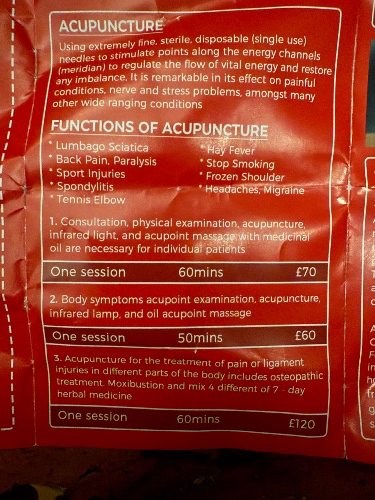 ACUPUNCTURE
Using extremely fine, sterile, disposable (single use)
needles to stimulate points along the energy channels
(meridian) to regulate the flow of vital energy and restore
any imbalance. It is remarkable in its effect on painful
conditions, nerve and stress problems, amongst many
other wide ranging conditions
FUNCTIONS OF ACUPUNCTURE
* Lumbago Sciatica
* Back Pain, Paralysis
* Sport Injuries
* Spondylitis
* Tennis Elbow
* Hay Fever
* Stop Smoking
* Frozen Shoulder
* Headaches, Migraine
1. Consultation, physical examination, acupuncture,
infrared light, and acupoint massage, with medicinal
oil are necessary for individual patients
One session 60mins £70
2. Body symptoms acupoint examination, acupuncture,
infrared lamp, and oil acupoint massage
One session 50mins £60
3. Acupuncture for the treatment of pain or ligament
injuries in different parts of the body includes osteopathic
treatment. Moxibustion and mix 4 different of 7 - day
herbal medicine
One session 60mins £120